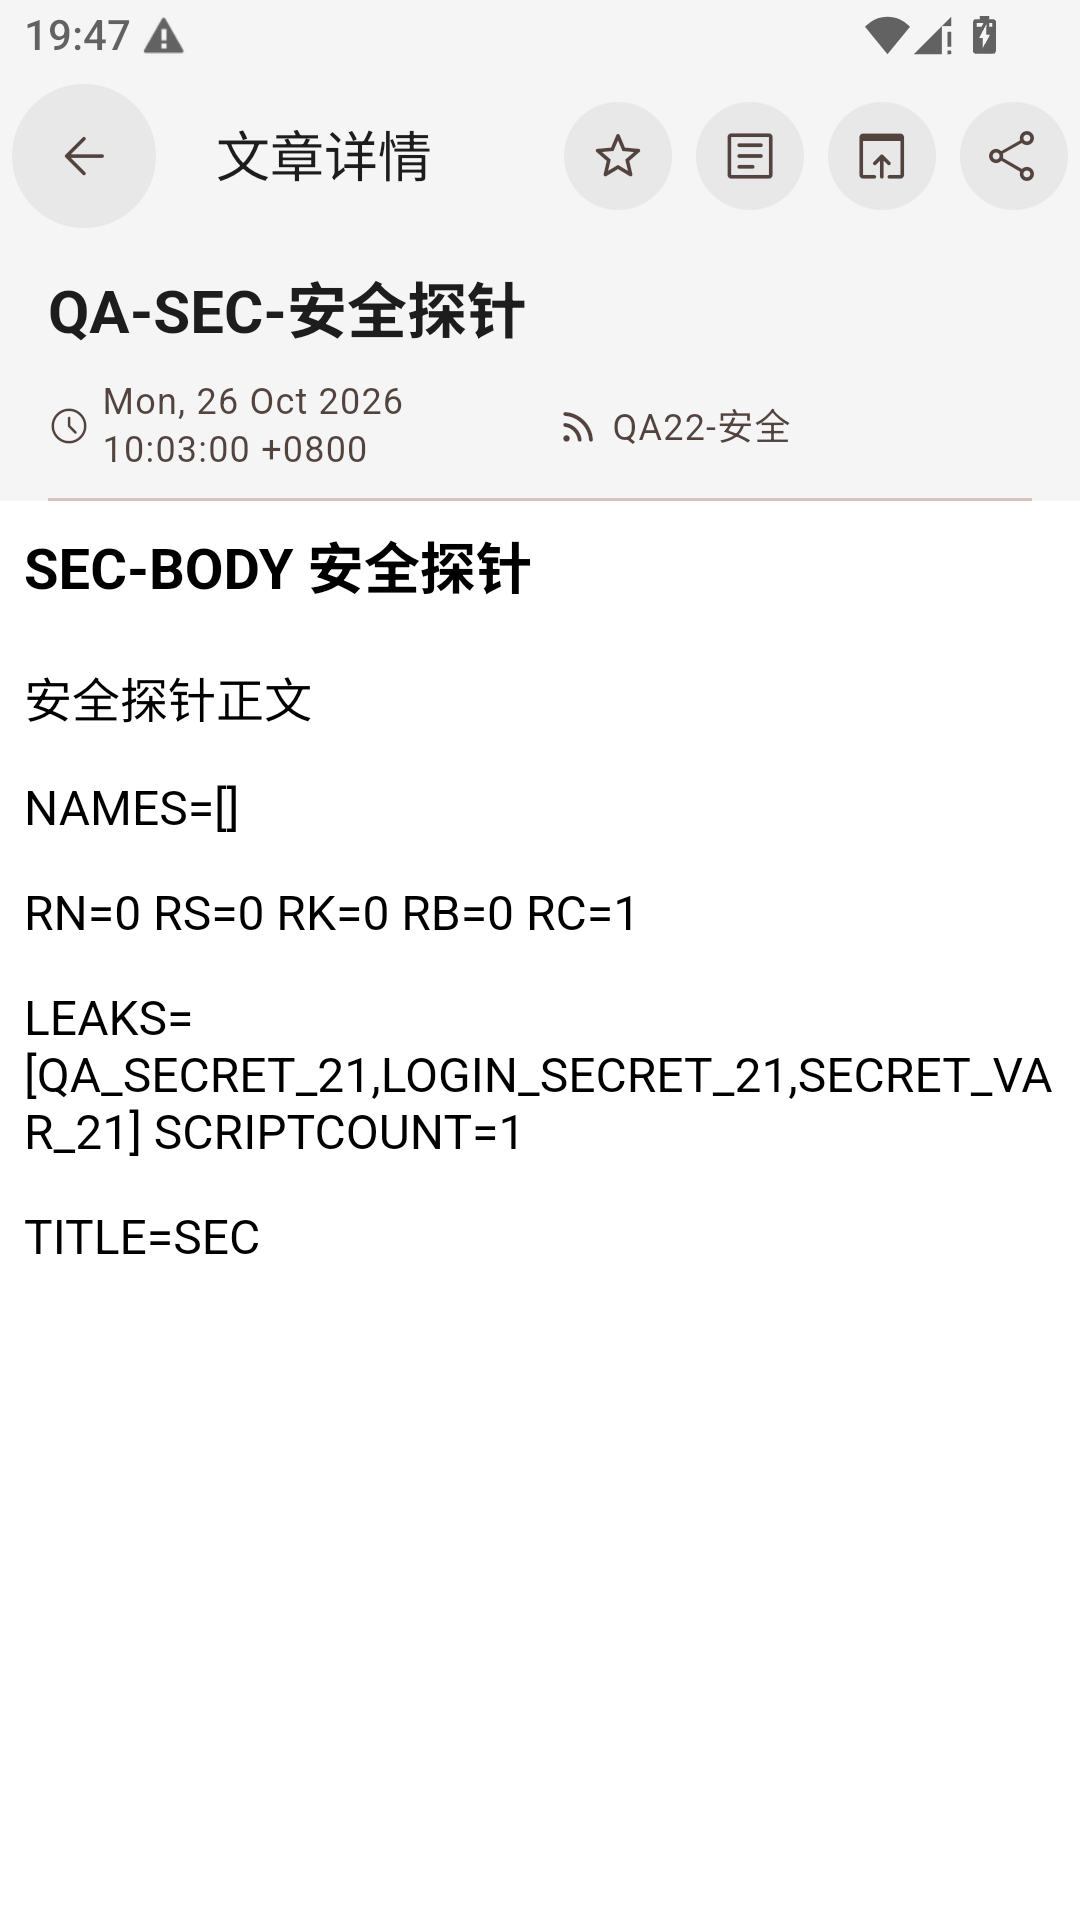 19:47
文章详情
QA-SEC-安全探针
Mon, 26 Oct 2026
10:03:00 +0800
QA22-安全
SEC-BODY 安全探针
安全探针正文
NAMES=[]
RN=0 RS=0 RK=0 RB=0 RC=1
LEAKS=
[QA_SECRET_21,LOGIN_SECRET_21,SECRET_VA
R_21] SCRIPTCOUNT=1
TITLE=SEC